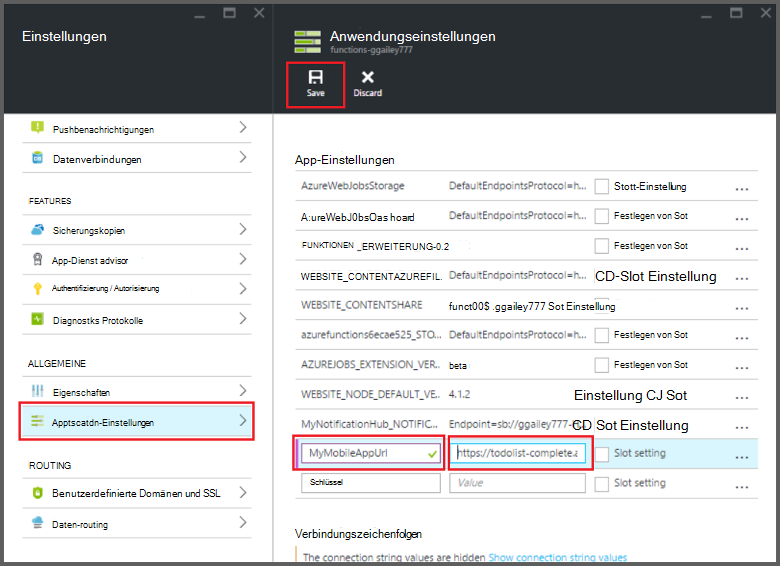 Einstellungen
Pushbenachrichtigungen
Datenverbindungen
FEATURES
Sicherungskopien
App-Dienst advisor
Authentifizierung / Autorisierung
Diagnostks Protokolle
ALLGEMEINE
Eigenschaften
Apptscatdn-Einstellungen
ROUTING
Benutzerdefinierte Domänen und SSL
Daten-routing
Anwendungseinstellungen
functions-ggailey777
Save Discard
App-Einstellungen
AzureWebJobsStorage DefaultEndpointsProtocol=h... Stott-Einstellung ...
A:ureWebJ0bsOas hoard DefaultEndpointsProtocol=h... Festlegen von Sot ...
FUNKTIONEN _ERWEITERUNG-0.2 Festlegen von Sot ...
WEBSITE_CONTENTAZUREFIL. DefaultEndpointsProtocol=h... CD-Slot Einstellung ...
WEBSITE_CONTENTSHARE funct00$ .ggailey777 Sot Einstellung ...
azurefunctions6ecae525_STO... DefaultEndpointsProtocol=h... Festlegen von Sot ...
AZUREJOBS_EXTENSION_VER... beta Festlegen von Sot ...
WEBSITE_NODE_DEFAULT_VE... 4.1.2 Einstellung CJ Sot ...
MyNotificationHub_NOTIFIC... Endpoint=sb://ggailey777- CD Sot Einstellung ...
MyMobileAppUrl https://todolist-complete.a Slot setting ...
Schlüssel Value Slot setting ...
Verbindungszeichenfolgen
The connection string values are hidden Show connection string values